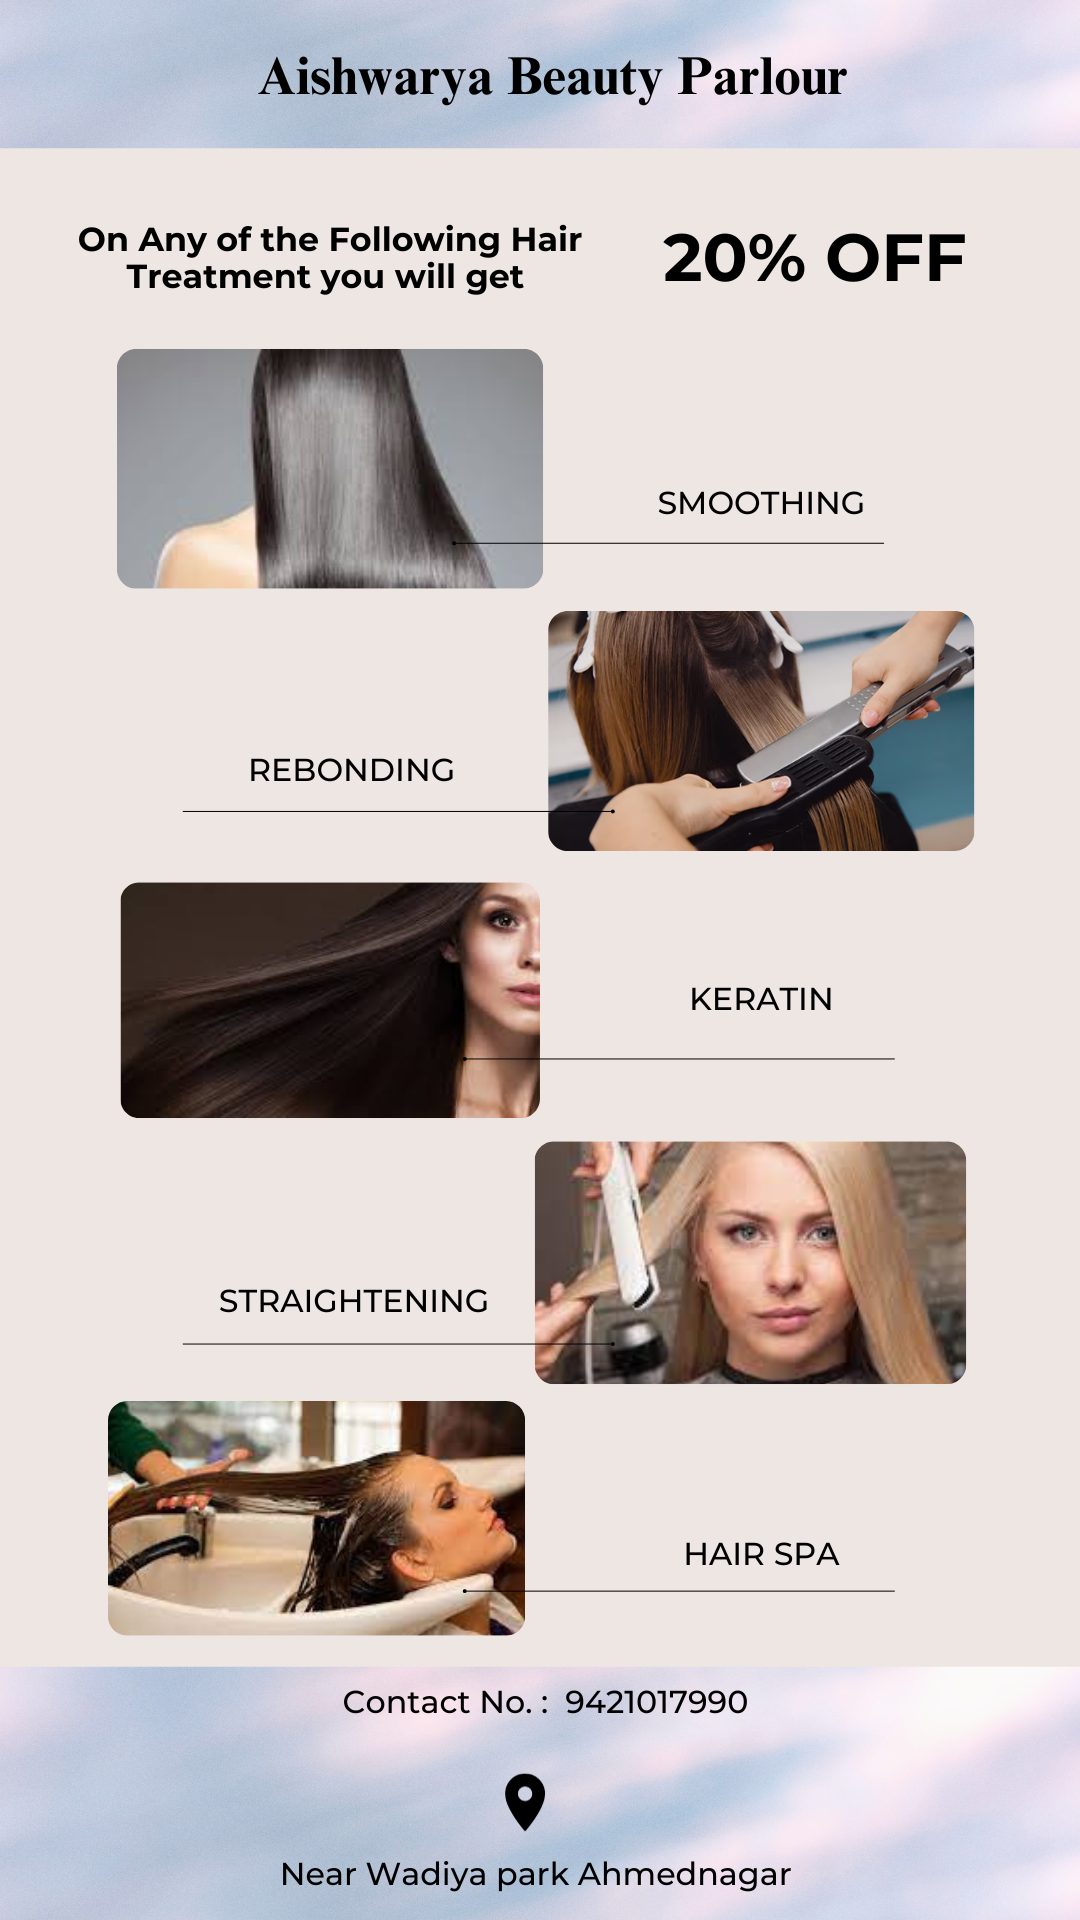 Aishwarya Beauty Parlour
On Any of the Following Hair
Treatment you will get
20% OFF
SMOOTHING
REBONDING
KERATIN
STRAIGHTENING
HAIR SPA
Contact No. : 9421017990
Near Wadiya park Ahmednagar